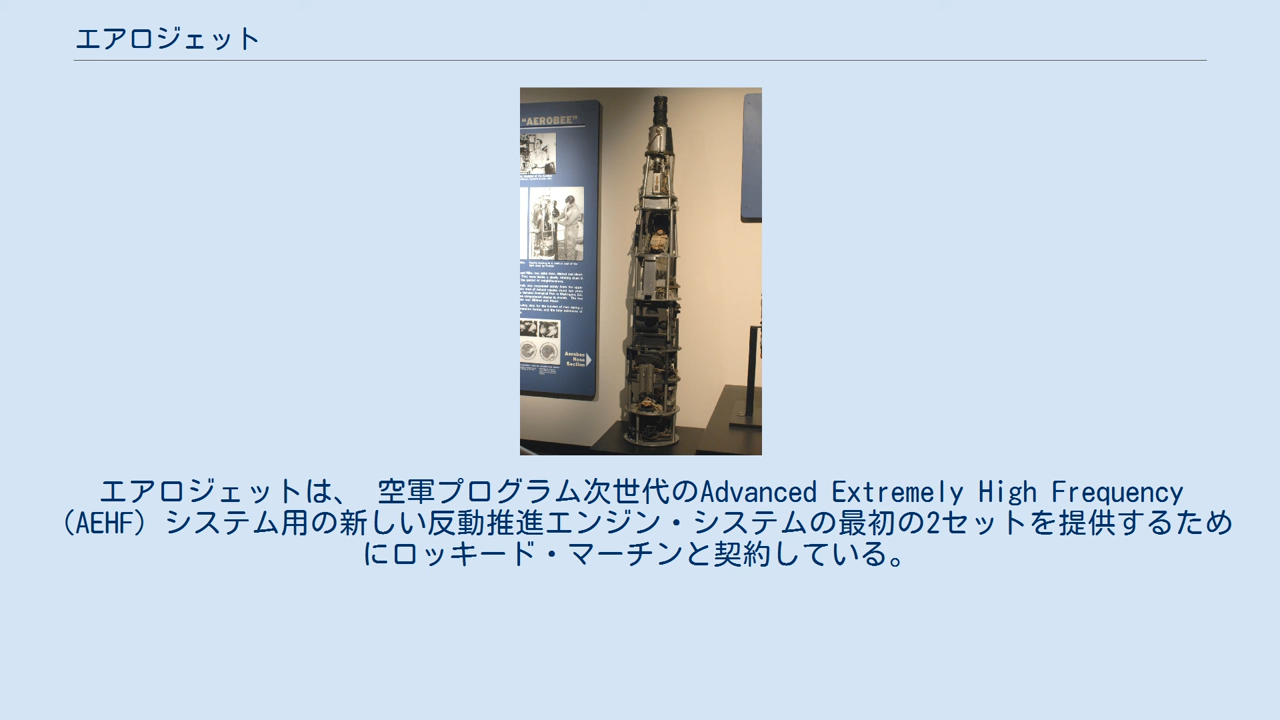 エアロジェット
"AEROBEE"
Aerobee
Nose
Section
エアロジェットは、 空軍プログラム次世代のAdvanced Extremely High Frequency
(AEHF) システム用の新しい反動推進エンジン・システムの最初の2セットを提供するため
にロッキード・マーチンと契約している。